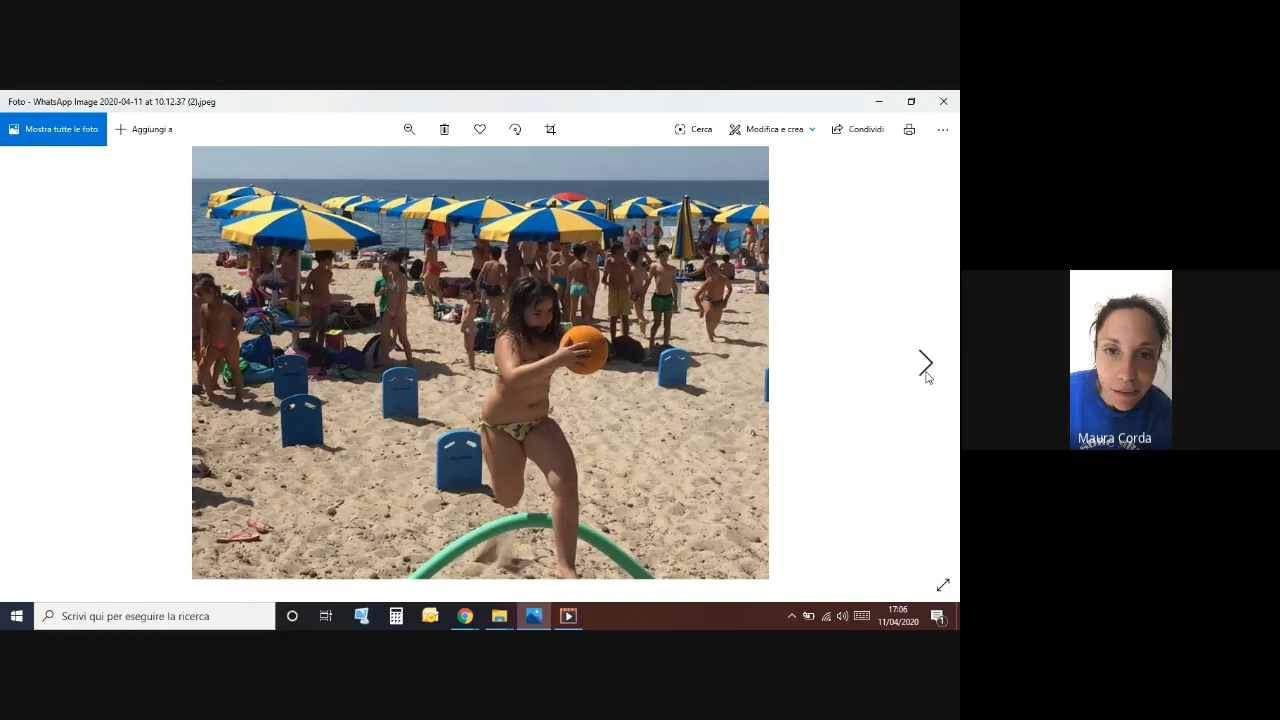 Foto - WhatsApp Image 2020-04-11 at 10.12.37 (2).jpeg
Mostra tutte le foto
Aggiungi a
Cerca
Modifica e crea
Condividi
Maura Corda
Scrivi qui per eseguire la ricerca
17:06
11/04/2020
1